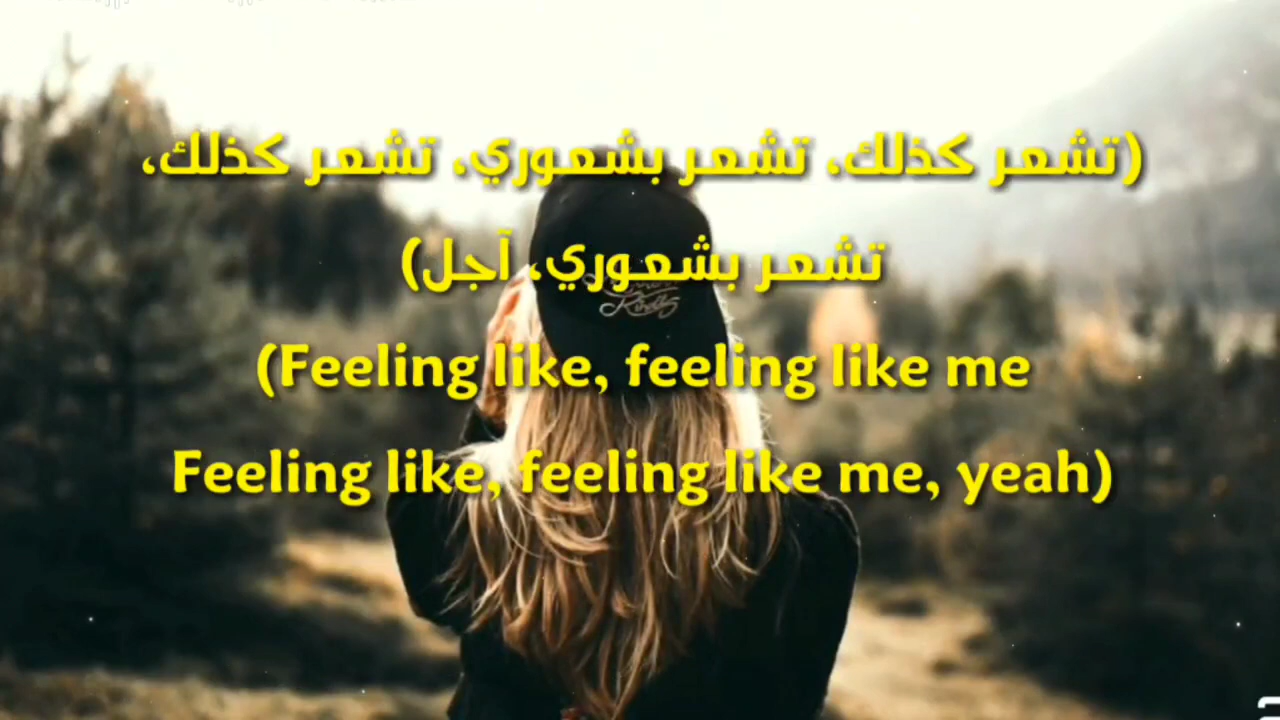 (تشعر كذلك، تشعر بشعوري، تشعر كذلك،
تشعر بشعوري، آجل)
(Feeling like, feeling like me
Feeling like, feeling like me, yeah)